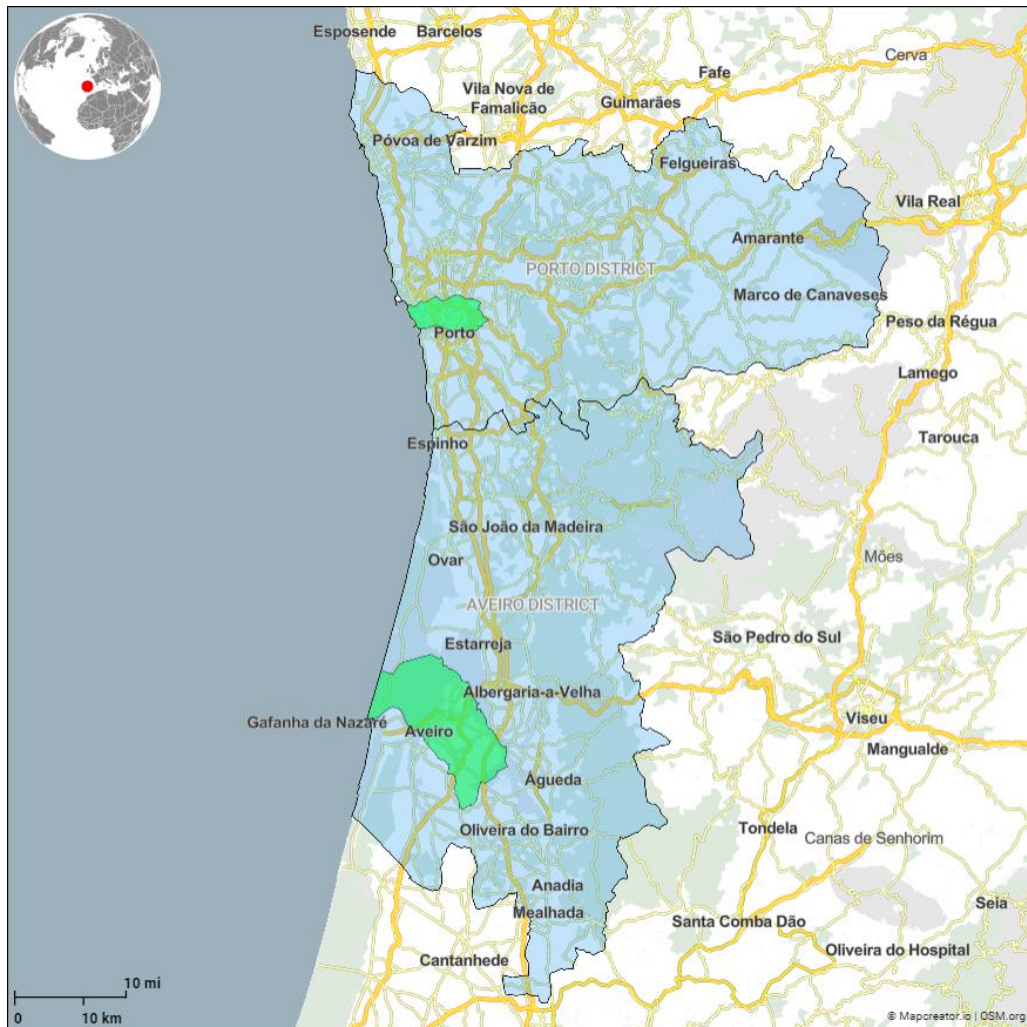 Esposende
Barcelos
Cerva
Fafe
Vila Nova de
Famalicão
Guimarães
Póvoa de Varzim
Felgueiras
Vila Real
Amarante
PORTO DISTRICT
Marco de Canaveses
Peso da Régua
Porto
Lamego
Tarouca
Espinho
São João da Madeira
Ovar
Mões
AVEIRO DISTRICT
São Pedro do Sul
Estarreja
Albergaria-a-Velha
Gafanha da Nazaré
Aveiro
Viseu
Mangualde
Águeda
Oliveira do Bairro
Tondela
Canas de Senhorim
Anadia
Mealhada
Seia
Santa Comba Dão
Cantanhede
Oliveira do Hospital
10 mi
0
10 km
© Mapcreator.io | OSM.org